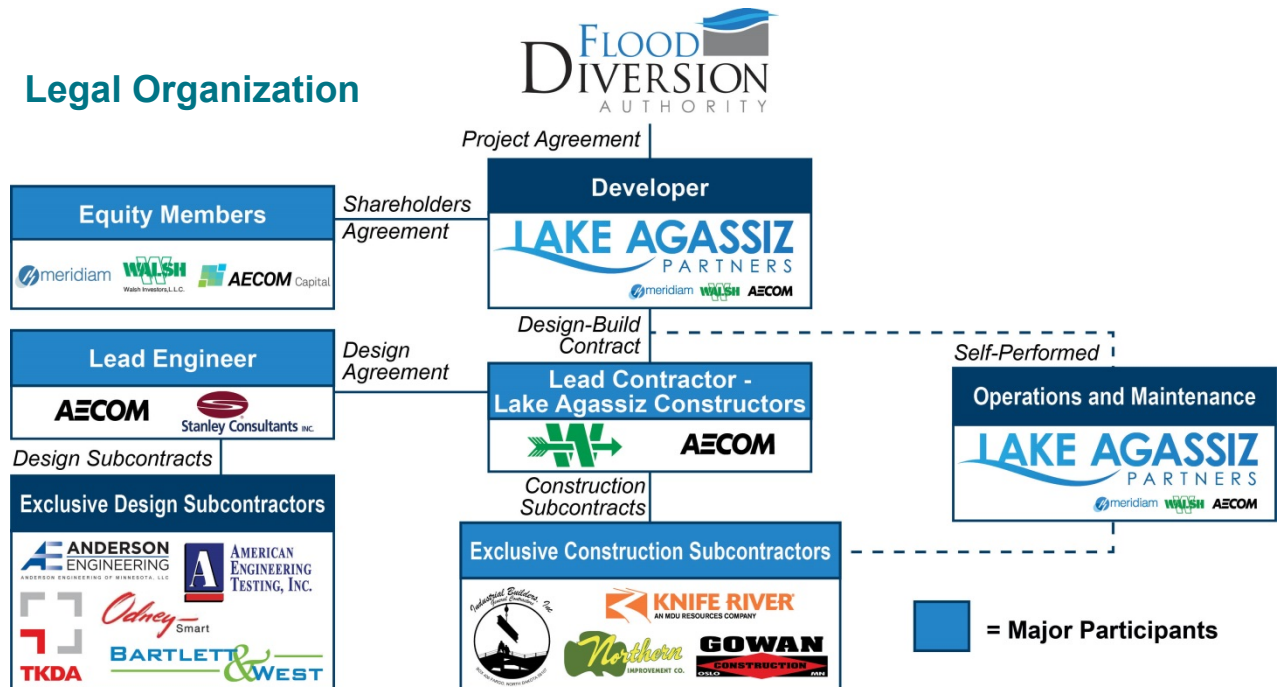 Legal Organization
FLOOD
DIVERSION
AUTHORITY
Project Agreement
Equity Members
meridiam
WALSH
Walsh Investors, L.L.C.
AECOM Capital
Shareholders
Agreement
Developer
LAKE AGASSIZ
PARTNERS
meridiam WALSH AECOM
Lead Engineer
AECOM
Stanley Consultants INC.
Design
Agreement
Design-Build
Contract
Lead Contractor -
Lake Agassiz Constructors
AECOM
Self-Performed
Operations and Maintenance
LAKE AGASSIZ
PARTNERS
meridiam WALSH AECOM
Design Subcontracts
Exclusive Design Subcontractors
ANDERSON
ENGINEERING
ANDERSON ENGINEERING OF MINNESOTA, LLC
AMERICAN
ENGINEERING
TESTING, INC.
TKDA
Odney
Smart
BARTLETT
&WEST
Construction
Subcontracts
Exclusive Construction Subcontractors
Industrial Builders, Inc
General Contractors
KNIFE RIVER
AN MDU RESOURCES COMPANY
Northern
IMPROVEMENT CO.
GOWAN
CONSTRUCTION
OSLO MN
= Major Participants